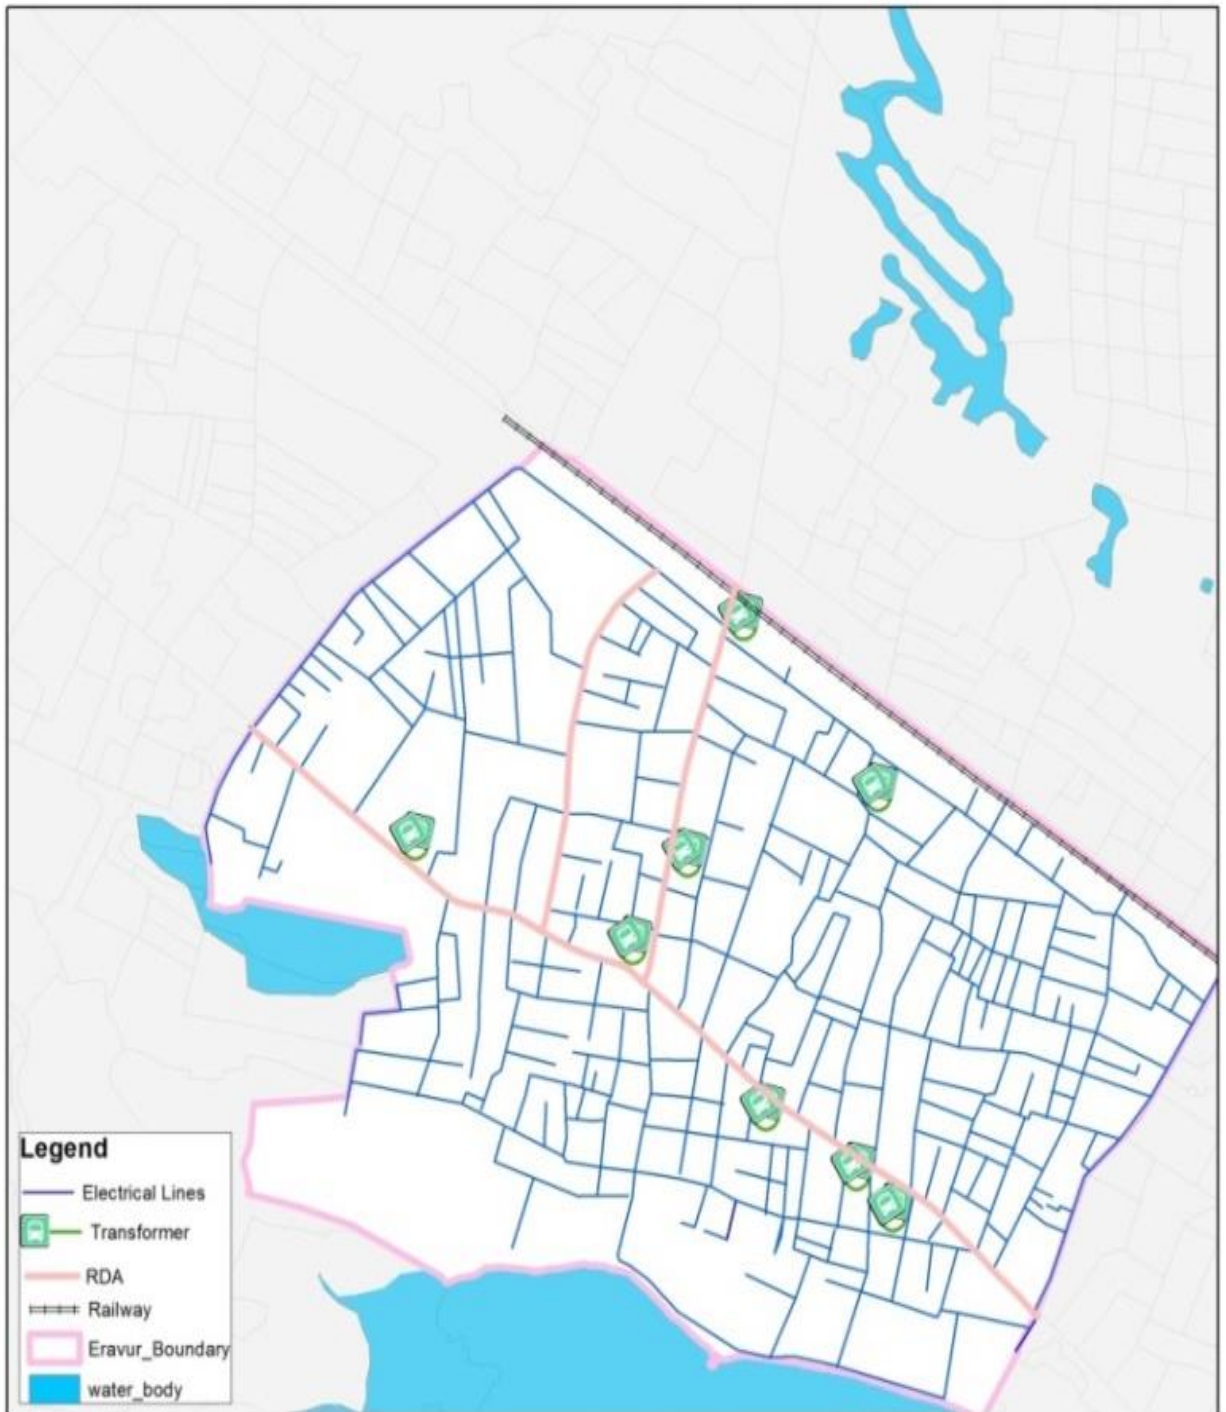 Legend
Electrical Lines
Transformer
RDA
Railway
Eravur_Boundary
water_body